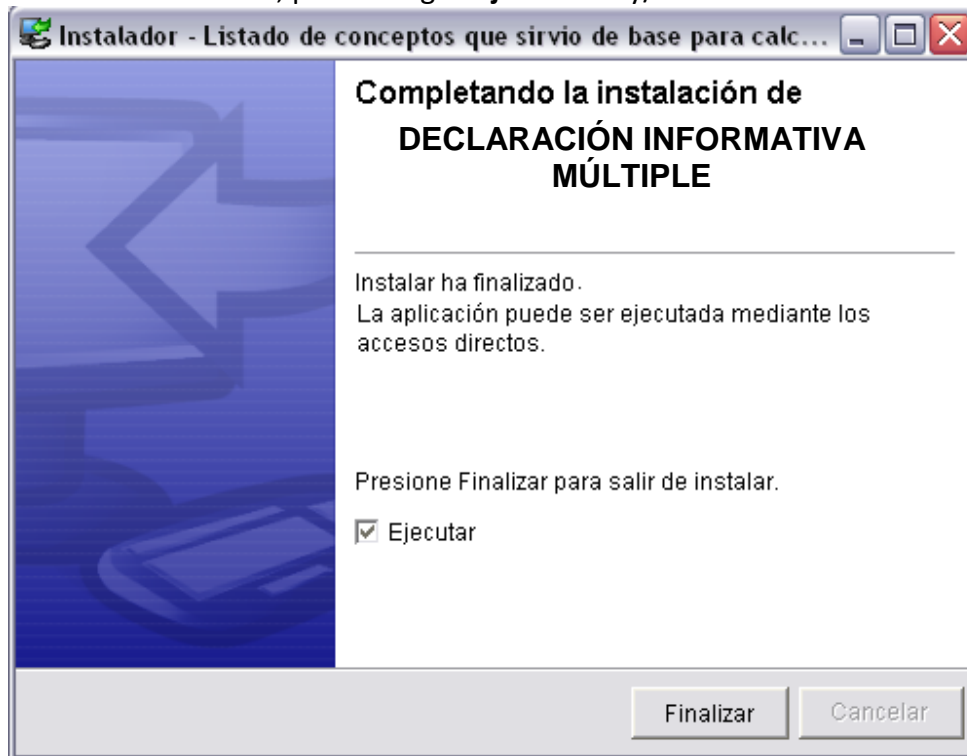 Instalador - Listado de conceptos que sirvio de base para calc...
Completando la instalación de
DECLARACIÓN INFORMATIVA
MÚLTIPLE
Instalar ha finalizado.
La aplicación puede ser ejecutada mediante los
accesos directos.
Presione Finalizar para salir de instalar.
Ejecutar
Finalizar
Cancelar